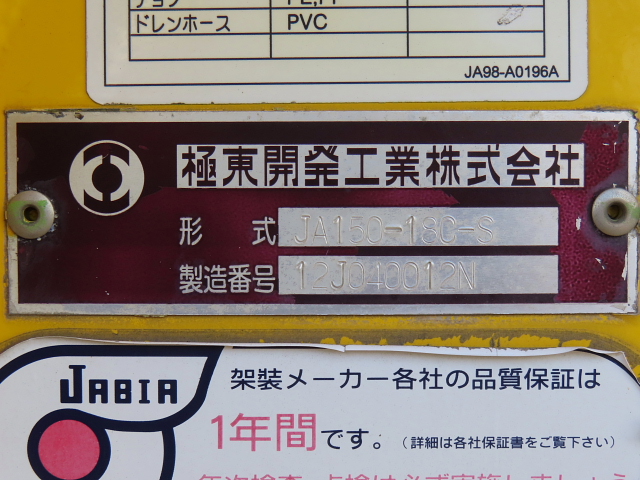 ドレンホース PVC
JA98-A0196A
極東開発工業株式会社
形 式 JA150-18C-S
製造番号 12J040012N
JABIA
架装メーカー各社の品質保証は
1年間です。(詳細は各社保証書をご覧下さい)